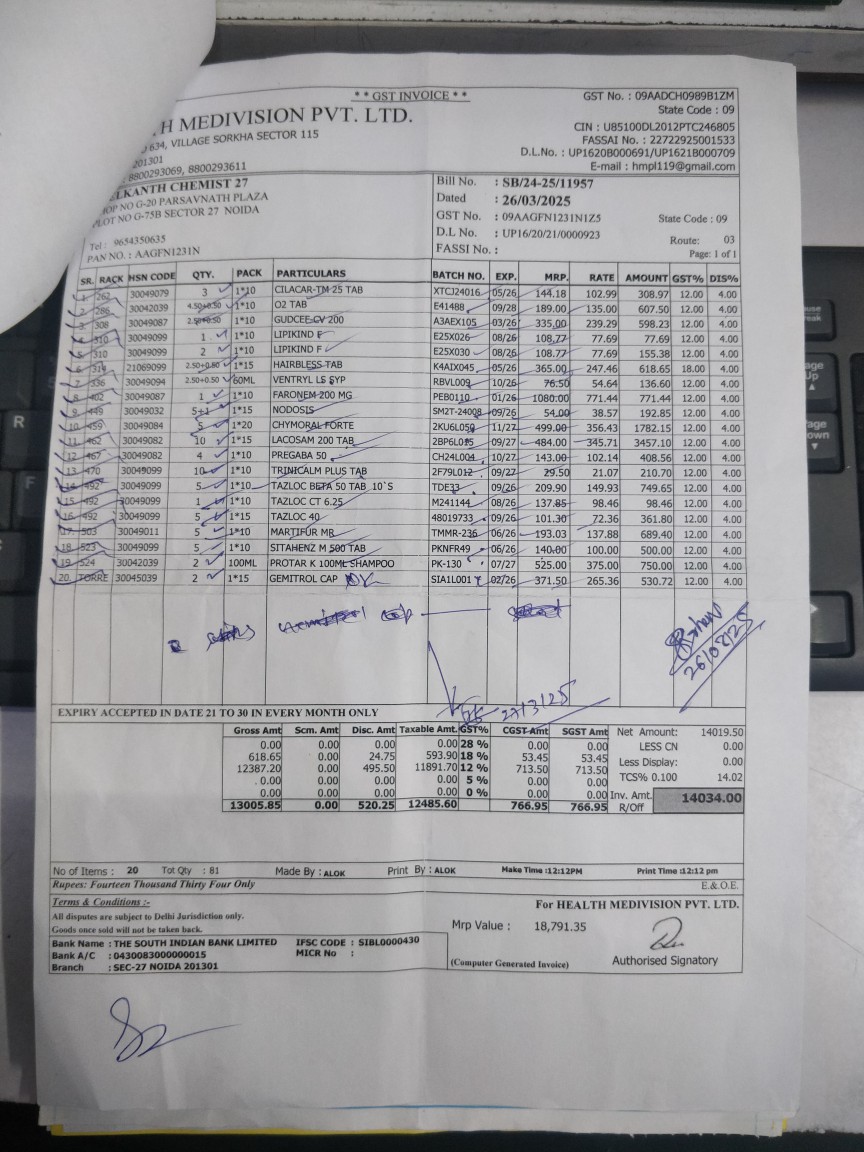 * * GST INVOICE * *
GST No. : 09AADCH0989B1ZM
State Code : 09
TH MEDIVISION PVT. LTD.
CIN : U85100DL2012PTC246805
634, VILLAGE SORKHA SECTOR 115
FASSAI No. : 22722925001533
201301
D.L.No. : UP1620B000691/UP1621B000709
: 8800293069, 8800293611
E-mail : hmpl119@gmail.com
ELKANTH CHEMIST 27
HOP NO G-20 PARSAVNATH PLAZA
PLOT NO G-75B SECTOR 27 NOIDA
Tel : 9654350635
PAN NO. : AAGFN1231N
Bill No. : SB/24-25/11957
Dated : 26/03/2025
GST No. : 09AAGFN1231N1Z5 State Code : 09
D.L No. : UP16/20/21/0000923
Route: 03
FASSI No. :
Page: 1 of 1
SR. RACK HSN CODE QTY. PACK PARTICULARS BATCH NO. EXP. MRP. RATE AMOUNT GST% DIS%
1. 262 30049079 3 1*10 CILACAR-TM 25 TAB XTCJ24016 05/26 144.18 102.99 308.97 12.00 4.00
2. 286 30042039 4.50+0.50 1*10 O2 TAB E41488 09/28 189.00 135.00 607.50 12.00 4.00
3. 308 30049087 2.50+0.50 1*10 GUDCEF CV 200 A3AEX105 03/26 335.00 239.29 598.23 12.00 4.00
4. 310 30049099 1 1*10 LIPIKIND F E25X026 08/26 108.77 77.69 77.69 12.00 4.00
5. 310 30049099 2 1*10 LIPIKIND F E25X030 08/26 108.77 77.69 155.38 12.00 4.00
6. 314 21069099 2.50+0.50 1*15 HAIRBLESS TAB K4AIX045 05/26 365.00 247.46 618.65 18.00 4.00
7. 336 30049094 2.50+0.50 60ML VENTRYL LS SYP RBVL009 10/26 76.50 54.64 136.60 12.00 4.00
8. 402 30049087 1 1*10 FARONEM 200 MG PEB0110 01/26 1080.00 771.44 771.44 12.00 4.00
9. 449 30049032 5+1 1*15 NODOSIS SM2T-24008 09/26 54.00 38.57 192.85 12.00 4.00
10. 459 30049084 5 1*20 CHYMORAL FORTE 2KU6L050 11/27 499.00 356.43 1782.15 12.00 4.00
11. 462 30049082 10 1*15 LACOSAM 200 TAB 2BP6L035 09/27 484.00 345.71 3457.10 12.00 4.00
12. 467 30049082 4 1*10 PREGABA 50 CH24L004 10/27 143.00 102.14 408.56 12.00 4.00
13. 470 30049099 10 1*10 TRINICALM PLUS TAB 2F79L012 09/27 29.50 21.07 210.70 12.00 4.00
14. 492 30049099 5 1*10 TAZLOC BETA 50 TAB 10`S TDE33 09/26 209.90 149.93 749.65 12.00 4.00
15. 492 30049099 1 1*10 TAZLOC CT 6.25 M241144 08/26 137.85 98.46 98.46 12.00 4.00
16. 492 30049099 5 1*15 TAZLOC 40 48019733 09/26 101.30 72.36 361.80 12.00 4.00
17. 503 30049011 5 1*10 MARTIFUR MR TMMR-236 06/26 193.03 137.88 689.40 12.00 4.00
18. 523 30049099 5 1*10 SITAHENZ M 500 TAB PKNFR49 06/26 140.00 100.00 500.00 12.00 4.00
19. 524 30042039 2 100ML PROTAR K 100ML SHAMPOO PK-130 07/27 525.00 375.00 750.00 12.00 4.00
20. TORRE 30045039 2 1*15 GEMITROL CAP SIA1L001 02/26 371.50 265.36 530.72 12.00 4.00
27/3/25
EXPIRY ACCEPTED IN DATE 21 TO 30 IN EVERY MONTH ONLY
Gross Amt Scm. Amt Disc. Amt Taxable Amt. GST% CGST Amt SGST Amt
0.00 0.00 0.00 0.00 28 % 0.00 0.00
618.65 0.00 24.75 593.90 18 % 53.45 53.45
12387.20 0.00 495.50 11891.70 12 % 713.50 713.50
0.00 0.00 0.00 0.00 5 % 0.00 0.00
0.00 0.00 0.00 0.00 0 % 0.00 0.00
13005.85 0.00 520.25 12485.60 766.95 766.95
Net Amount: 14019.50
LESS CN 0.00
Less Display: 0.00
TCS% 0.100 14.02
Inv. Amt. 14034.00
R/Off
No of Items : 20 Tot Qty : 81 Made By : ALOK Print By : ALOK Make Time :12:12PM Print Time :12:12 pm
Rupees: Fourteen Thousand Thirty Four Only E.& O.E.
Terms & Conditions :-
All disputes are subject to Delhi Jurisdiction only.
Goods once sold will not be taken back.
For HEALTH MEDIVISION PVT. LTD.
Mrp Value : 18,791.35
Bank Name : THE SOUTH INDIAN BANK LIMITED IFSC CODE : SIBL0000430
Bank A/C : 0430083000000015 MICR No :
Branch : SEC-27 NOIDA 201301
(Computer Generated Invoice)
Authorised Signatory